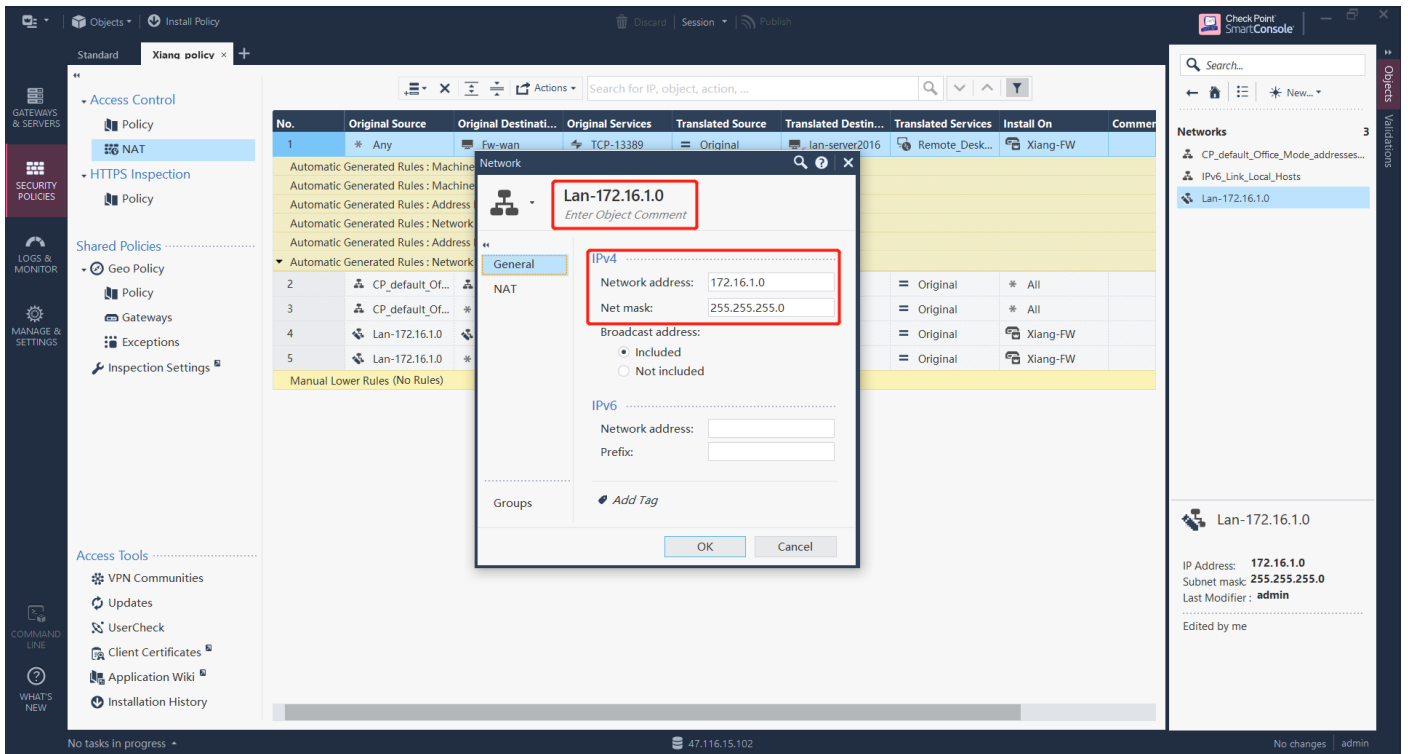 Objects
Install Policy
Discard
Session
Publish
Check Point
SmartConsole
Standard
Xiang_policy
Access Control
Policy
NAT
HTTPS Inspection
Policy
Shared Policies
Geo Policy
Policy
Gateways
Exceptions
Inspection Settings
Access Tools
VPN Communities
Updates
UserCheck
Client Certificates
Application Wiki
Installation History
GATEWAYS
& SERVERS
SECURITY
POLICIES
LOGS &
MONITOR
MANAGE &
SETTINGS
COMMAND
LINE
WHAT'S
NEW
Actions
Search for IP, object, action, ...
No. Original Source Original Destinati... Original Services Translated Source Translated Destin... Translated Services Install On Commer
1 * Any Fw-wan TCP-13389 = Original lan-server2016 Remote_Desk... Xiang-FW
Automatic Generated Rules : Machine
Automatic Generated Rules : Machine
Automatic Generated Rules : Address
Automatic Generated Rules : Network
Automatic Generated Rules : Address
Automatic Generated Rules : Network
2 CP_default_Of... = Original * All
3 CP_default_Of... * = Original * All
4 Lan-172.16.1.0 = Original Xiang-FW
5 Lan-172.16.1.0 * = Original Xiang-FW
Manual Lower Rules (No Rules)
Network
Lan-172.16.1.0
Enter Object Comment
General
NAT
Groups
IPv4
Network address: 172.16.1.0
Net mask: 255.255.255.0
Broadcast address:
Included
Not included
IPv6
Network address:
Prefix:
Add Tag
OK
Cancel
Search...
New...
Networks 3
CP_default_Office_Mode_addresses...
IPv6_Link_Local_Hosts
Lan-172.16.1.0
Lan-172.16.1.0
IP Address: 172.16.1.0
Subnet mask: 255.255.255.0
Last Modifier : admin
Edited by me
Objects
Validations
No tasks in progress
47.116.15.102
No changes
admin